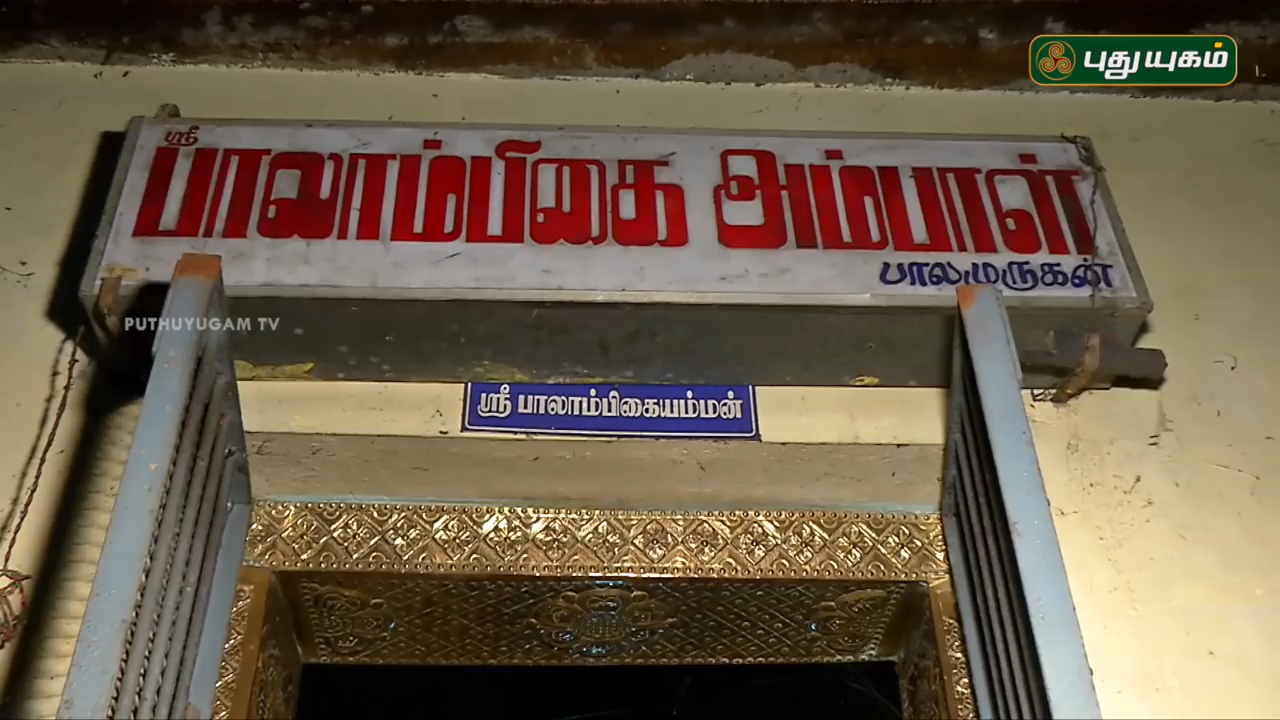 புதுயுகம்
ஸ்ரீ
பாலாம்பிகை அம்பாள்
பாலமுருகன்
PUTHUYUGAM TV
ஸ்ரீ பாலாம்பிகையம்மன்